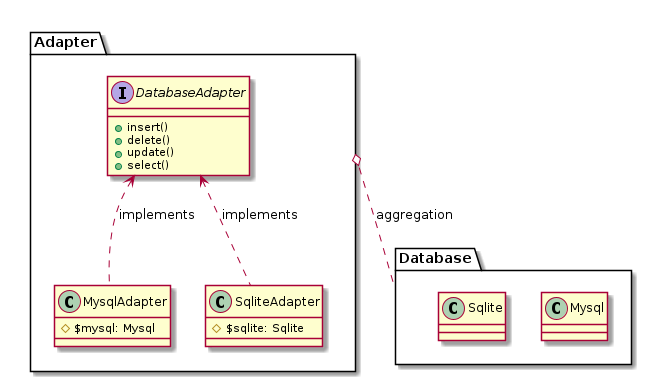 Adapter
I DatabaseAdapter
insert()
delete()
update()
select()
implements
implements
aggregation
C MysqlAdapter
$mysql: Mysql
C SqliteAdapter
$sqlite: Sqlite
Database
C Sqlite
C Mysql